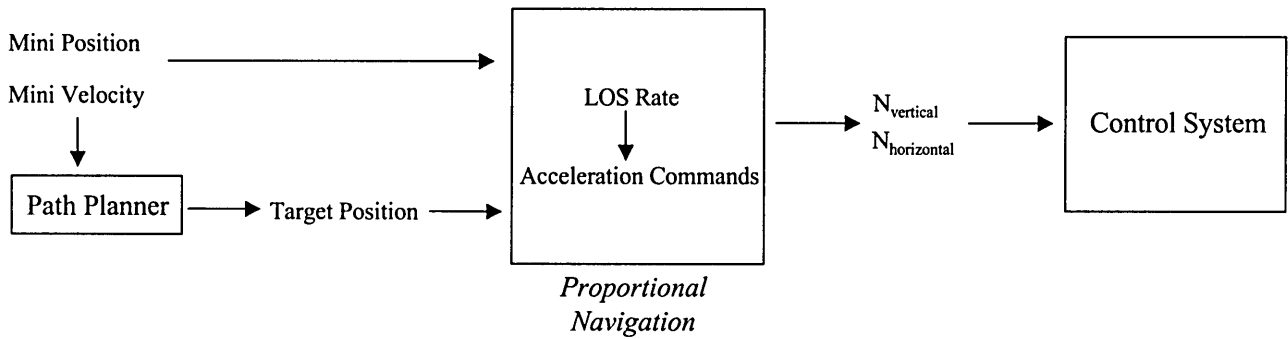 Mini Position
Mini Velocity
Path Planner
Target Position
LOS Rate
Acceleration Commands
Proportional
Navigation
N_vertical
N_horizontal
Control System